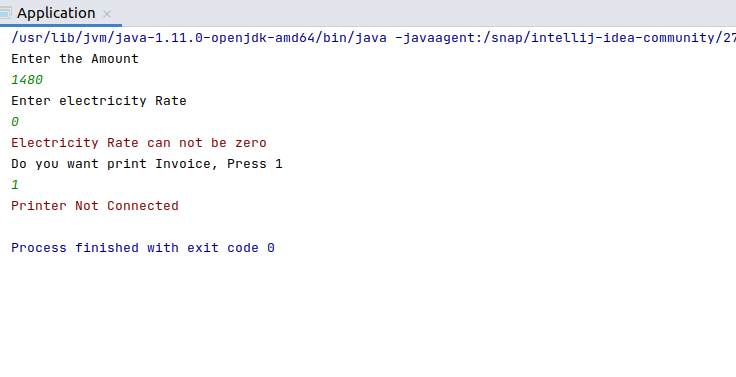 Application
/usr/lib/jvm/java-1.11.0-openjdk-amd64/bin/java -javaagent:/snap/intellij-idea-community/27
Enter the Amount
1480
Enter electricity Rate
0
Electricity Rate can not be zero
Do you want print Invoice, Press 1
1
Printer Not Connected
Process finished with exit code 0